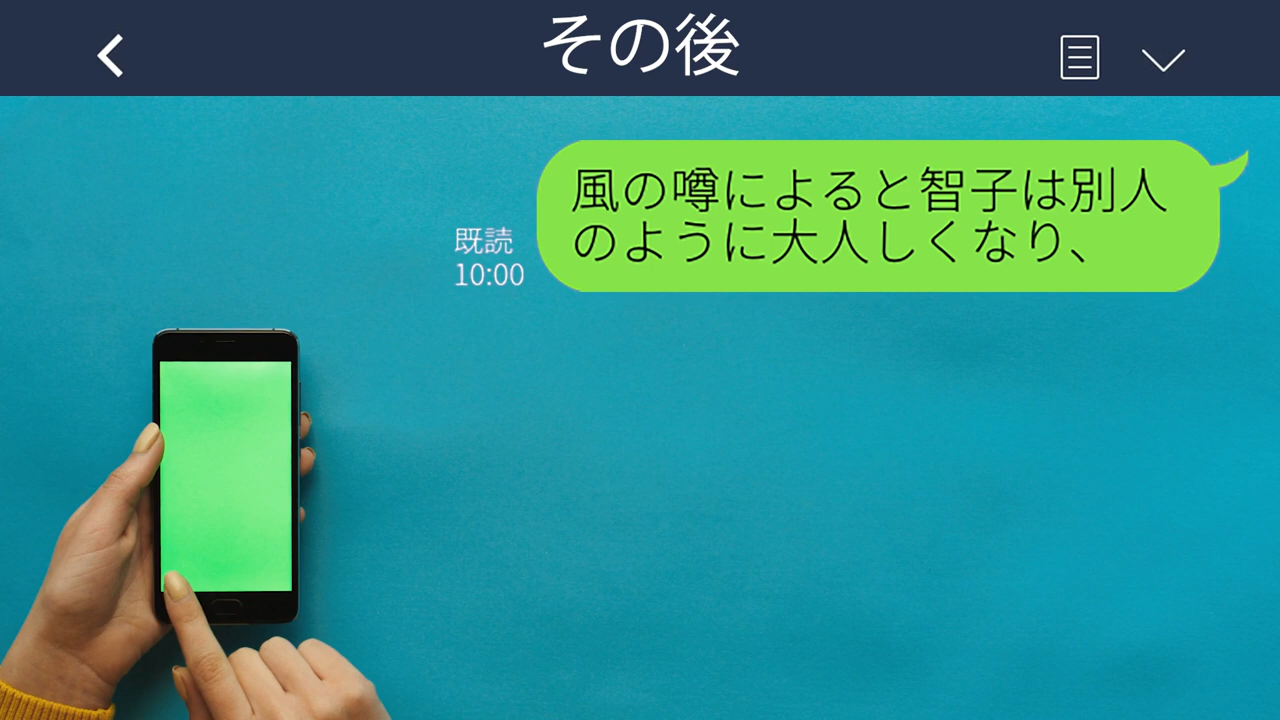 その後
風の噂によると智子は別人
のように大人しくなり、
既読
10:00